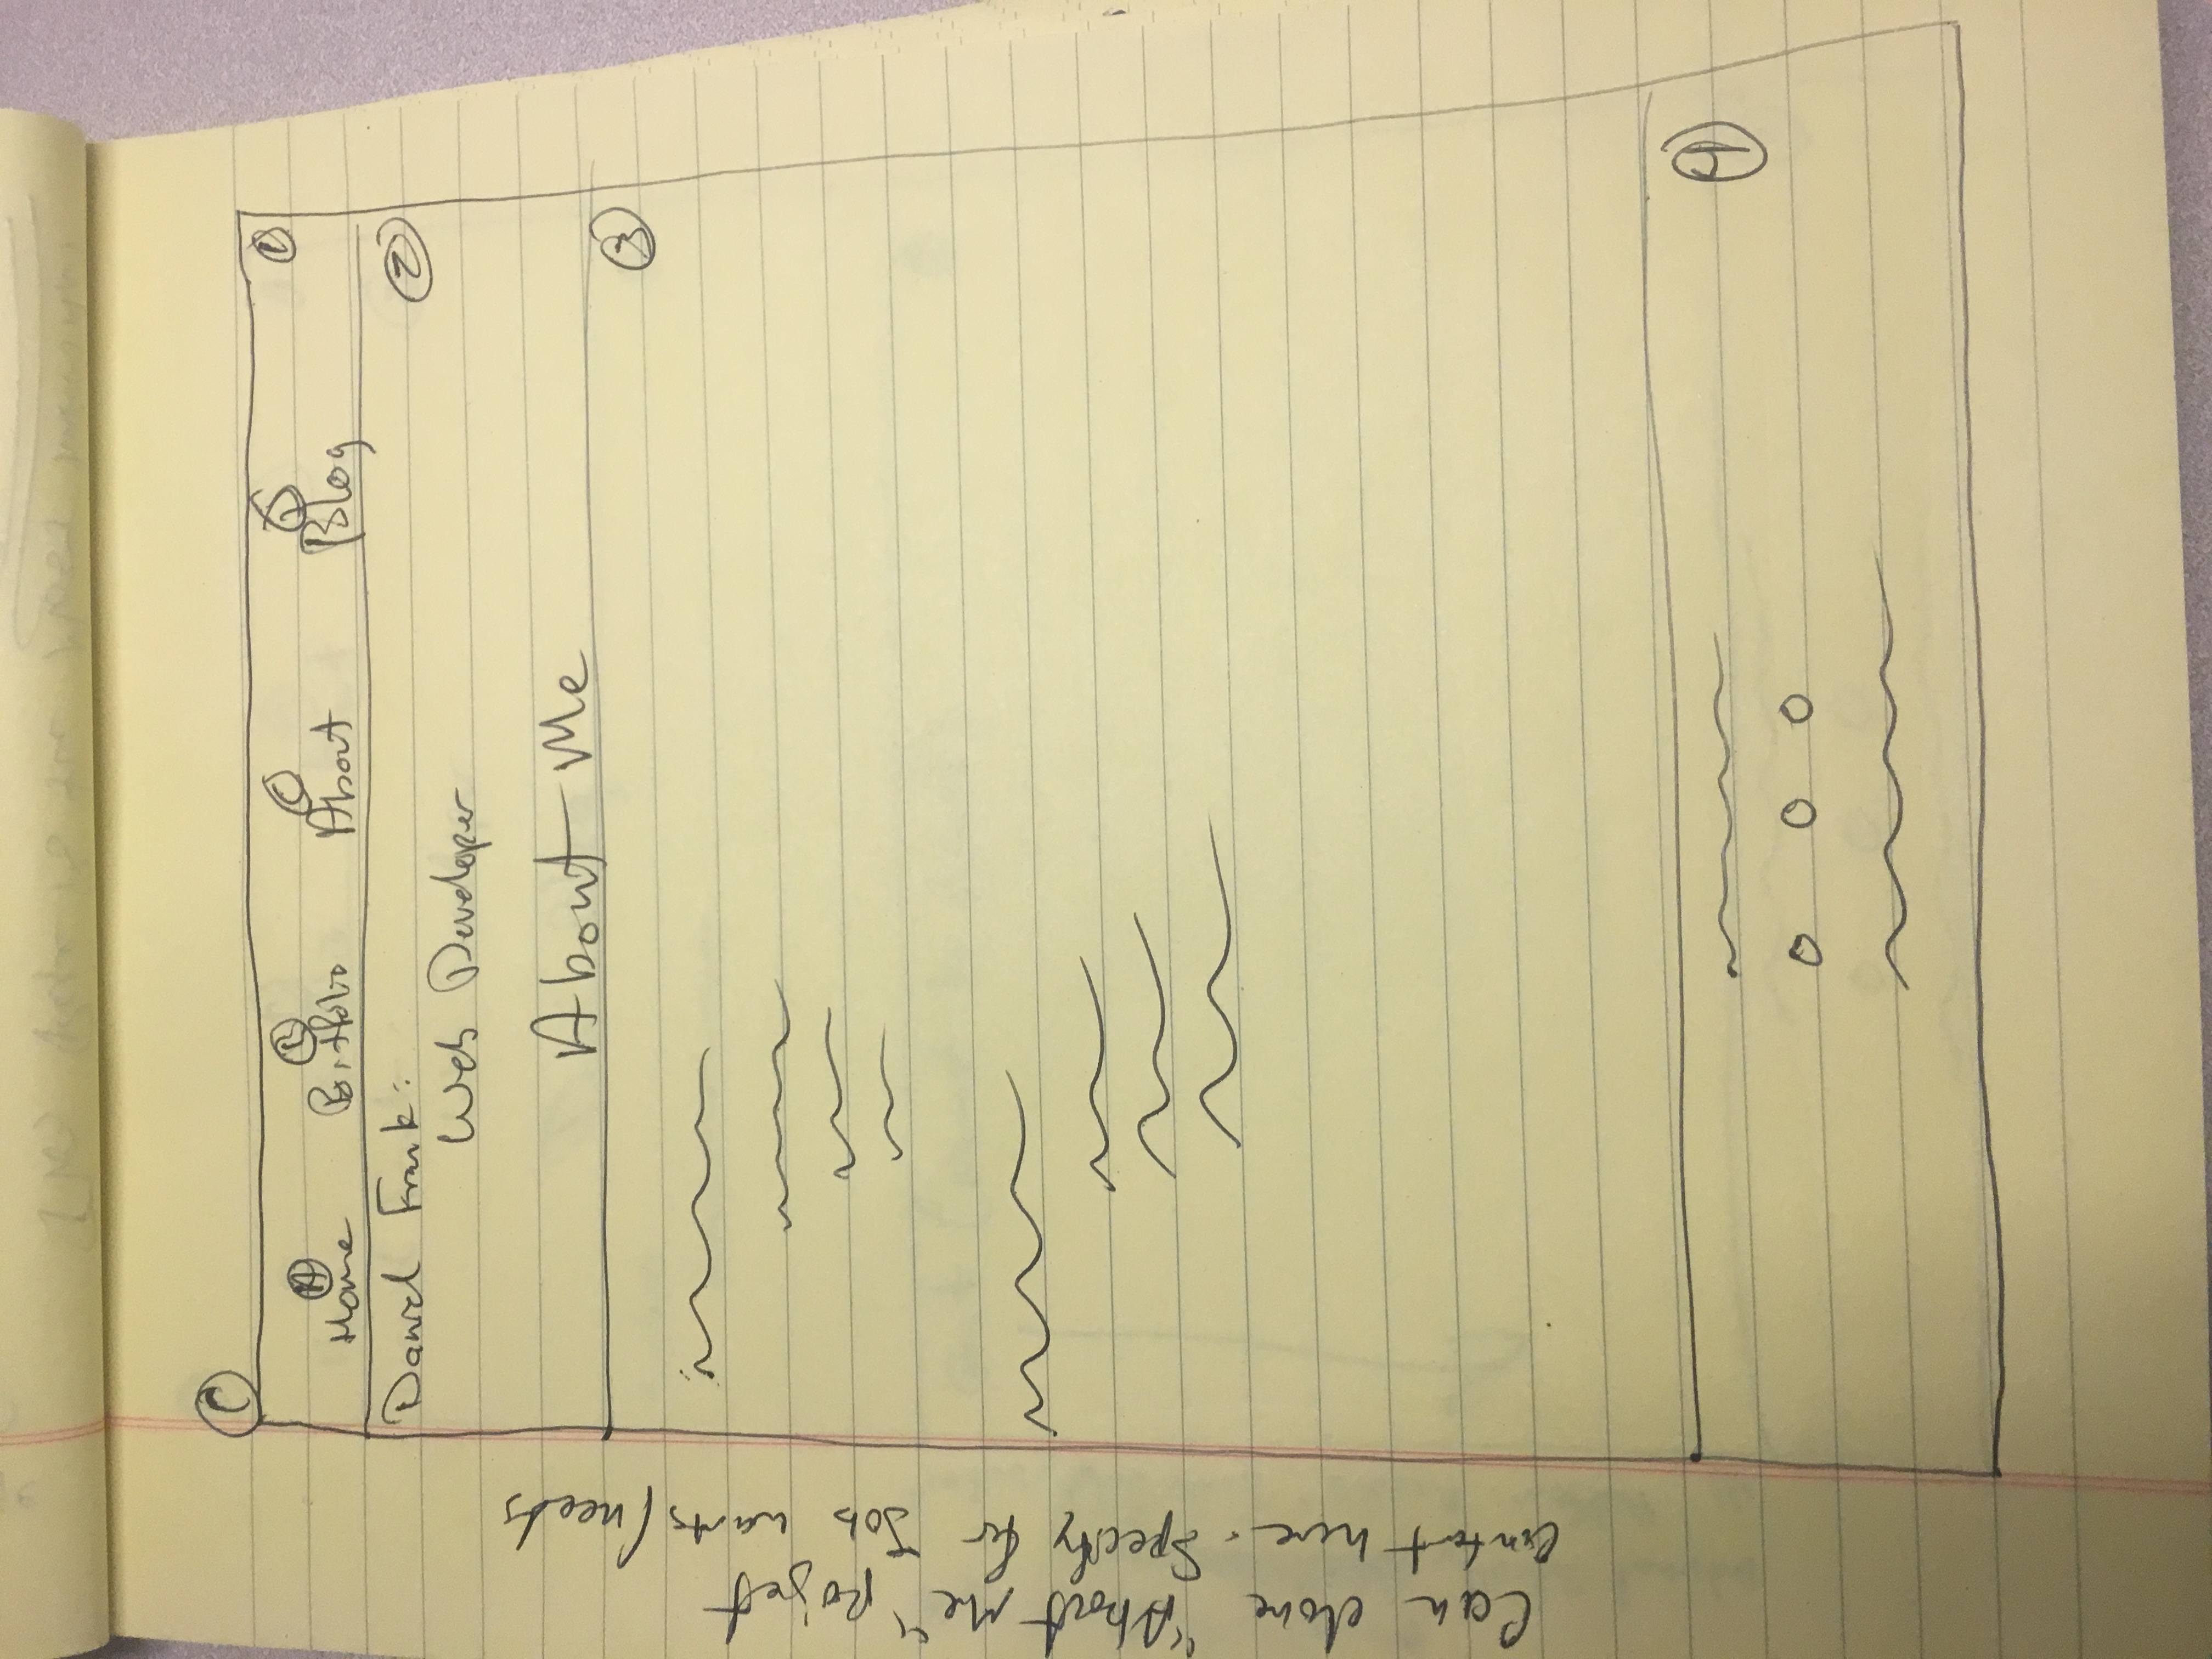 C
A B C D 1
Home Portfolio About Blog
Daniel Frank: 2
Web Developer
About Me
3
4
Can clone "About Me" Project
content here. Specify for Job wants/needs